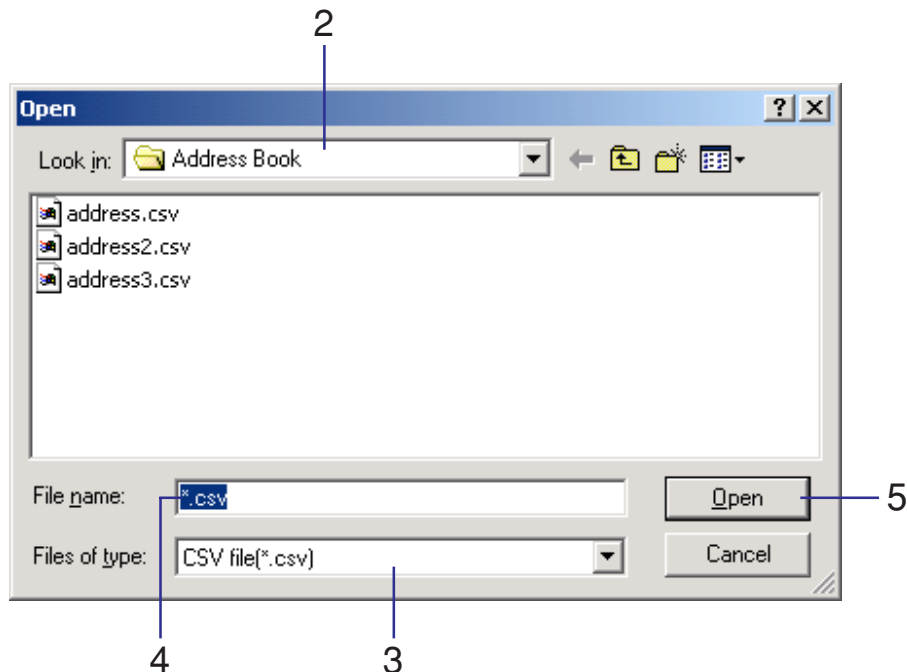 2
Open
Look in: Address Book
address.csv
address2.csv
address3.csv
File name: *.csv Open 5
Files of type: CSV file(*.csv) Cancel
4 3